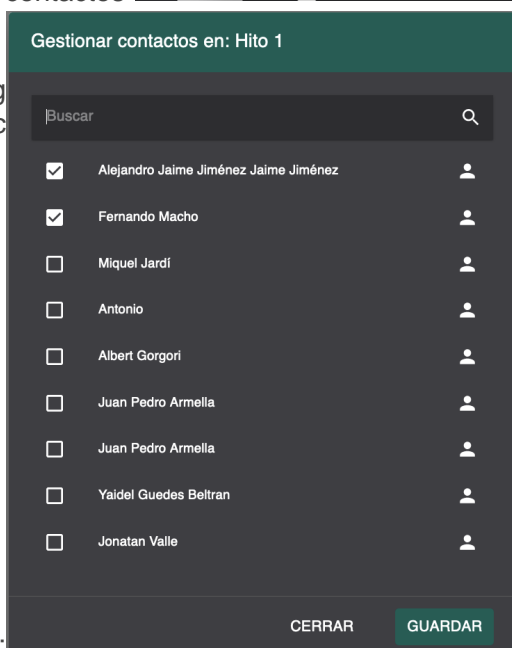 contactos
Gestionar contactos en: Hito 1
Buscar
Alejandro Jaime Jiménez Jaime Jiménez
Fernando Macho
Miquel Jardí
Antonio
Albert Gorgori
Juan Pedro Armella
Juan Pedro Armella
Yaidel Guedes Beltran
Jonatan Valle
CERRAR GUARDAR